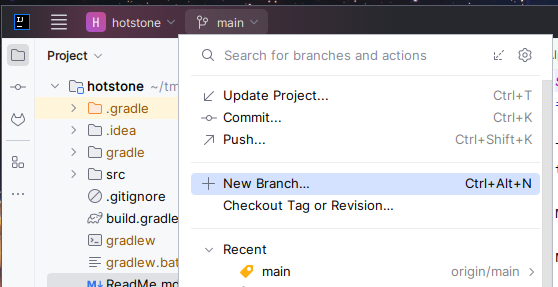 IJ
H hotstone main
Search for branches and actions
Project
hotstone ~/tm
.gradle
.idea
gradle
src
.gitignore
build.gradle
gradlew
gradlew.bat
ReadMe.md
Update Project... Ctrl+T
Commit... Ctrl+K
Push... Ctrl+Shift+K
New Branch... Ctrl+Alt+N
Checkout Tag or Revision...
Recent
main origin/main